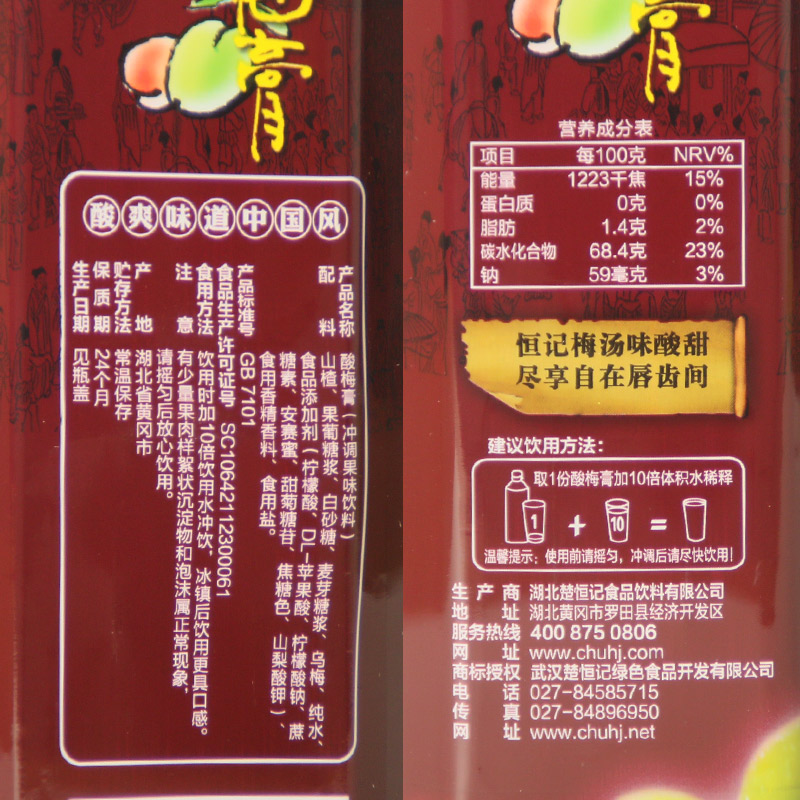 梅膏
酸爽味道中国风
产品名称 酸梅膏(冲调果味饮料)
配料 山楂、果葡糖浆、白砂糖、麦芽糖浆、乌梅、纯水、
食品添加剂(柠檬酸、DL-苹果酸、柠檬酸钠、蔗
糖素、安赛蜜、甜菊糖苷、焦糖色、山梨酸钾)、
食用香精香料、食用盐。
产品标准号 GB 7101
食品生产许可证号 SC10642112300061
食用方法 饮用时加10倍饮用水冲饮,冰镇后饮用更具口感。
注意 有少量果肉样絮状沉淀物和泡沫属正常现象,
请摇匀后放心饮用。
产地 湖北省黄冈市
贮存方法 常温保存
保质期 24个月
生产日期 见瓶盖
膏
营养成分表
项目 每100克 NRV%
能量 1223千焦 15%
蛋白质 0克 0%
脂肪 1.4克 2%
碳水化合物 68.4克 23%
钠 59毫克 3%
恒记梅汤味酸甜
尽享自在唇齿间
建议饮用方法:
取1份酸梅膏加10倍体积水稀释
1 + 10 =
温馨提示:使用前请摇匀,冲调后请尽快饮用!
生产商 湖北楚恒记食品饮料有限公司
地址 湖北黄冈市罗田县经济开发区
服务热线 400 875 0806
网址 www.chuhj.com
商标授权 武汉楚恒记绿色食品开发有限公司
电话 027-84585715
传真 027-84896950
网址 www.chuhj.net